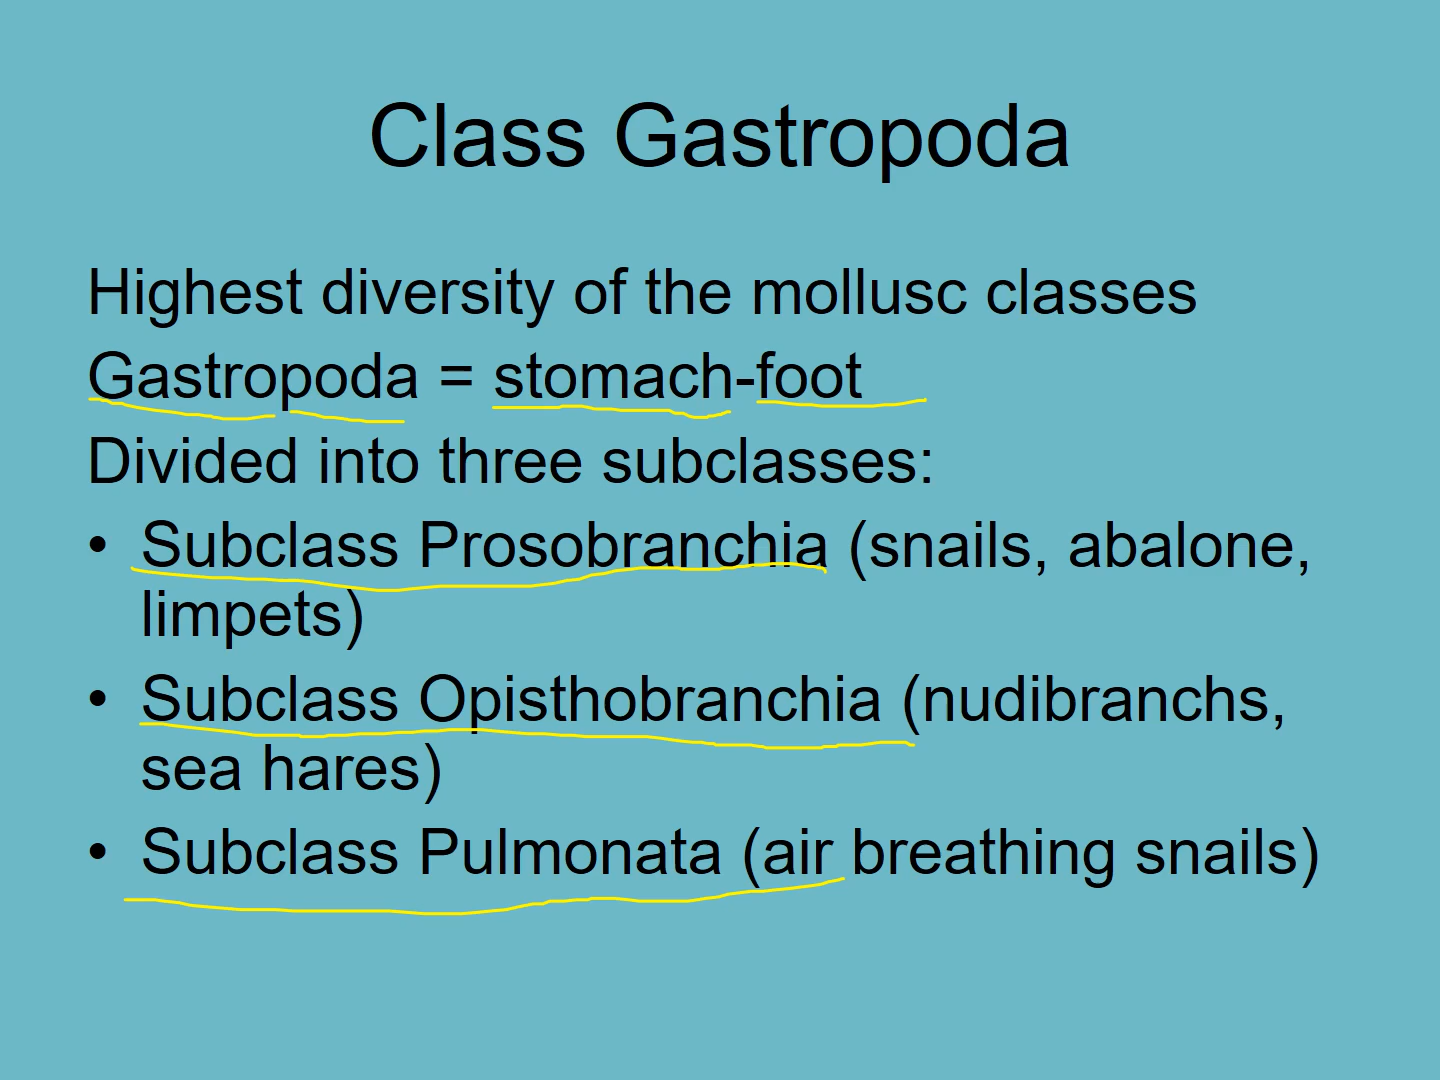 Class Gastropoda
Highest diversity of the mollusc classes
Gastropoda = stomach-foot
Divided into three subclasses:
• Subclass Prosobranchia (snails, abalone,
limpets)
• Subclass Opisthobranchia (nudibranchs,
sea hares)
• Subclass Pulmonata (air breathing snails)